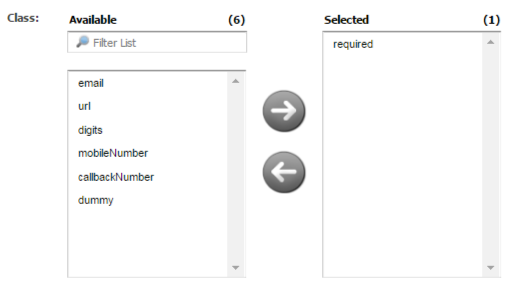 Class:
Available (6)
Filter List
email
url
digits
mobileNumber
callbackNumber
dummy
Selected (1)
required